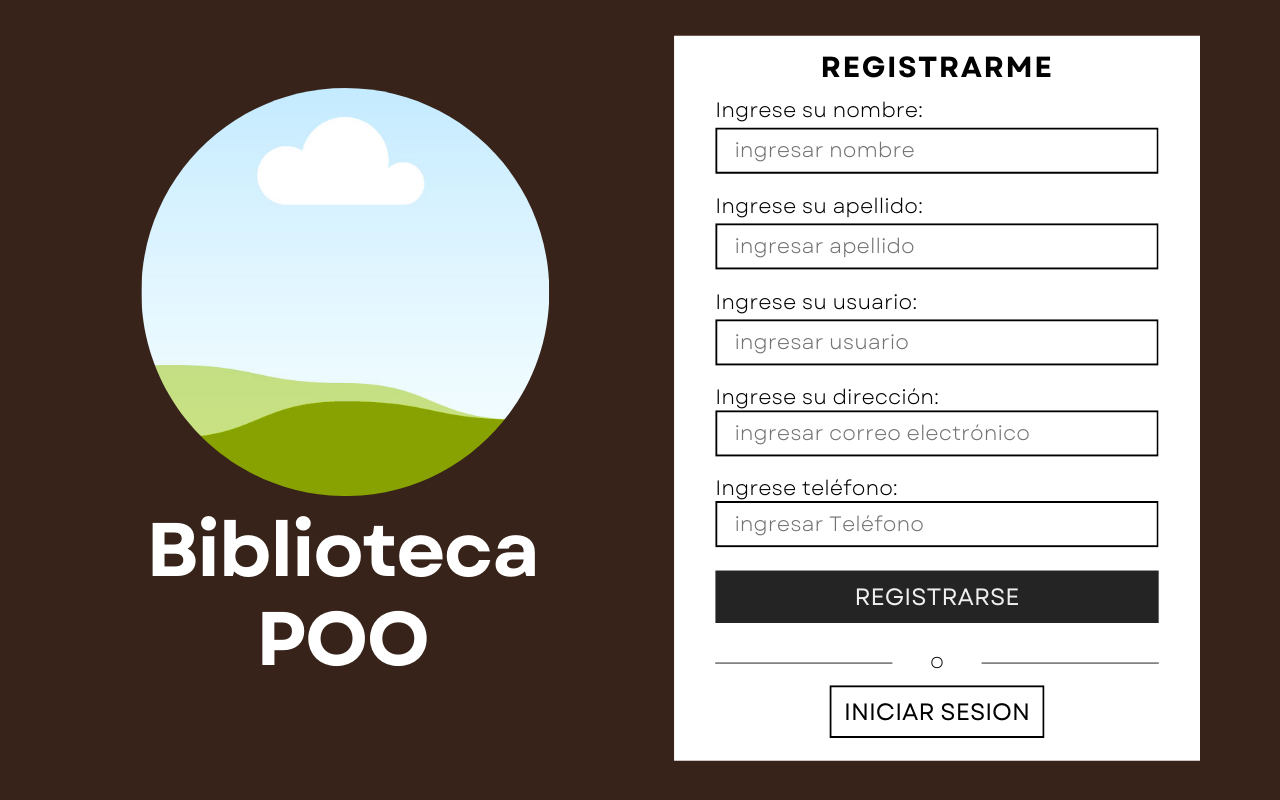 Biblioteca
POO
REGISTRARME
Ingrese su nombre:
ingresar nombre
Ingrese su apellido:
ingresar apellido
Ingrese su usuario:
ingresar usuario
Ingrese su dirección:
ingresar correo electrónico
Ingrese teléfono:
ingresar Teléfono
REGISTRARSE
O
INICIAR SESION